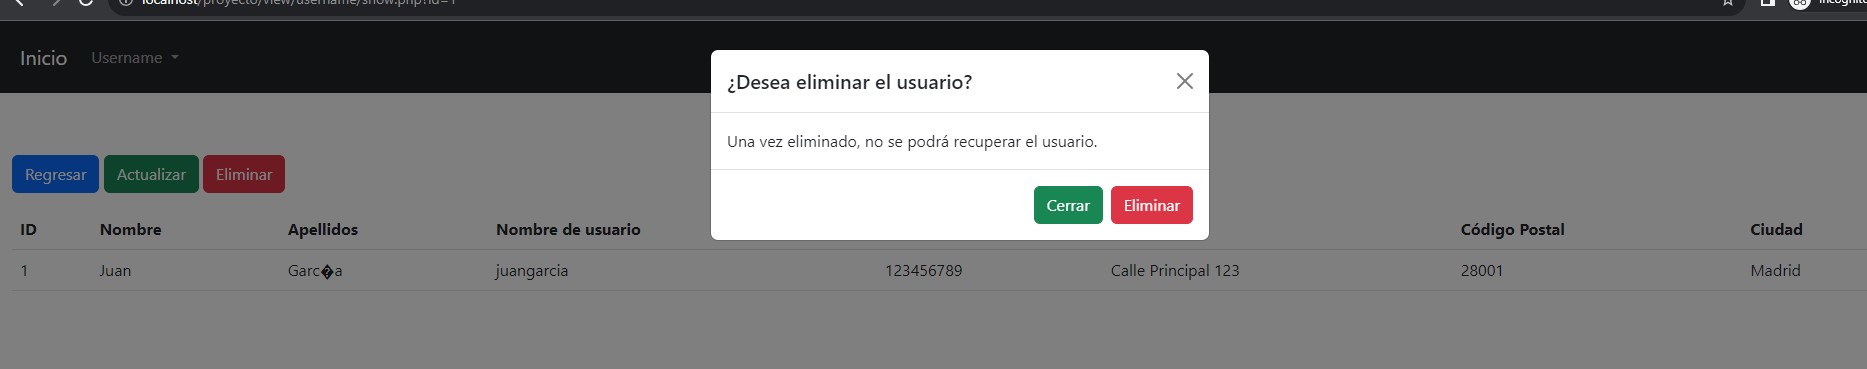 localhost/proyecto/view/username/show.php?id=1
Incognito
Inicio Username
¿Desea eliminar el usuario?
Una vez eliminado, no se podrá recuperar el usuario.
Cerrar Eliminar
Regresar Actualizar Eliminar
ID Nombre Apellidos Nombre de usuario Código Postal Ciudad
1 Juan Garc�a juangarcia 123456789 Calle Principal 123 28001 Madrid